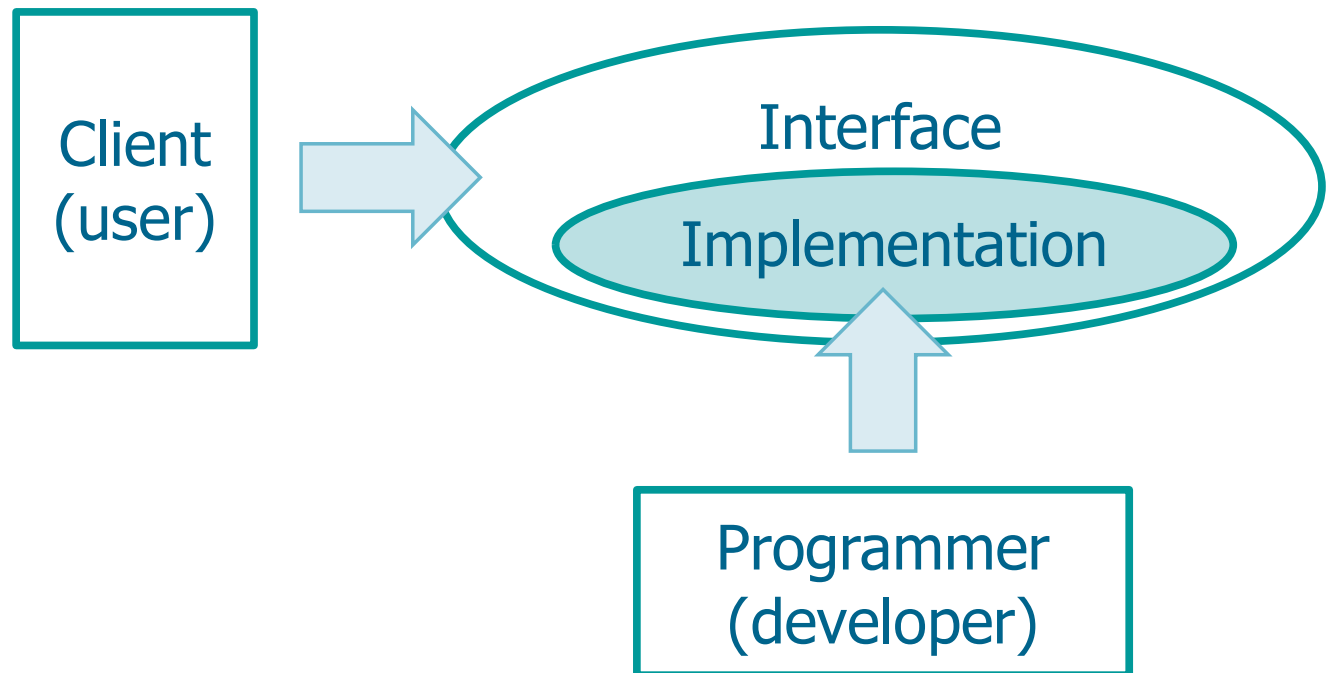 Client
(user)
Interface
Implementation
Programmer
(developer)